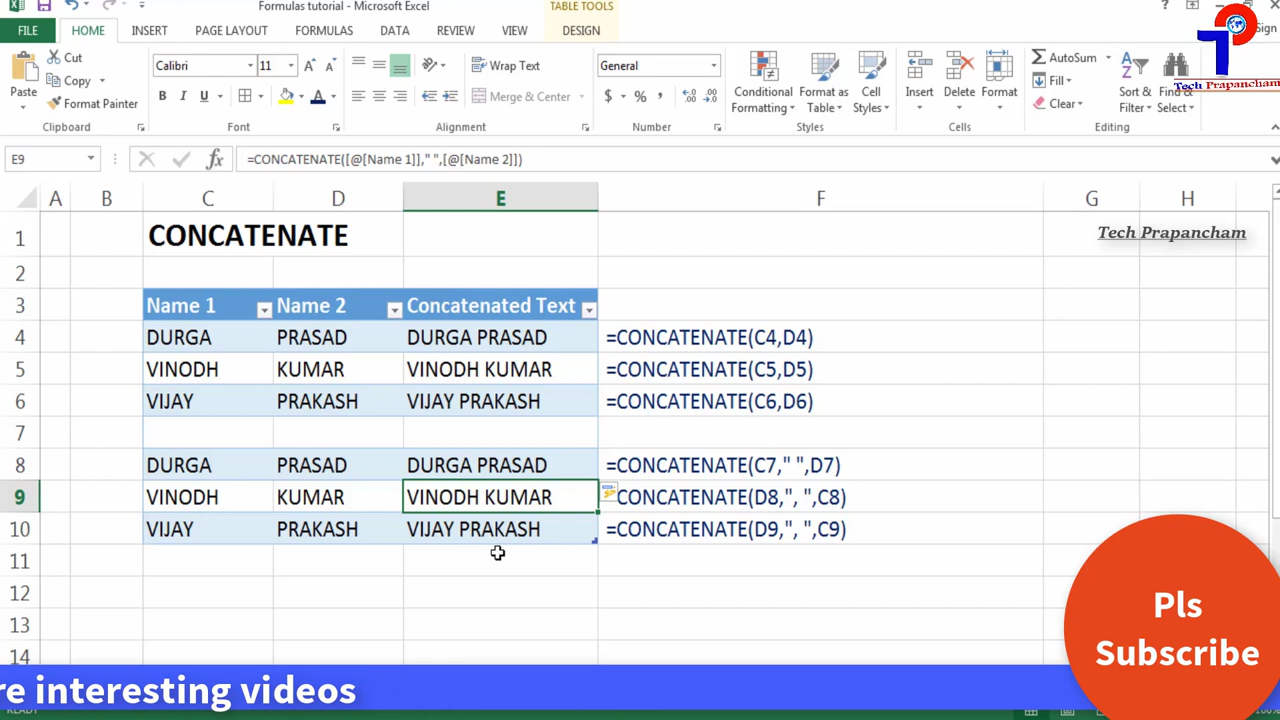 Formulas tutorial - Microsoft Excel
TABLE TOOLS
FILE HOME INSERT PAGE LAYOUT FORMULAS DATA REVIEW VIEW DESIGN
Sign
Tech Prapancham
Paste
Cut
Copy
Format Painter
Clipboard
Calibri 11
B I U
Font
Wrap Text
Merge & Center
Alignment
General
$ % ,
Number
Conditional Formatting
Format as Table
Cell Styles
Styles
Insert
Delete
Format
Cells
AutoSum
Fill
Clear
Sort & Filter
Find & Select
Editing
E9 fx =CONCATENATE([@[Name 1]]," ",[@[Name 2]])
A B C D E F G H
1 CONCATENATE Tech Prapancham
2
3 Name 1 Name 2 Concatenated Text
4 DURGA PRASAD DURGA PRASAD =CONCATENATE(C4,D4)
5 VINODH KUMAR VINODH KUMAR =CONCATENATE(C5,D5)
6 VIJAY PRAKASH VIJAY PRAKASH =CONCATENATE(C6,D6)
7
8 DURGA PRASAD DURGA PRASAD =CONCATENATE(C7," ",D7)
9 VINODH KUMAR VINODH KUMAR CONCATENATE(D8,", ",C8)
10 VIJAY PRAKASH VIJAY PRAKASH =CONCATENATE(D9,", ",C9)
11
12
13
14
Pls
Subscribe
re interesting videos